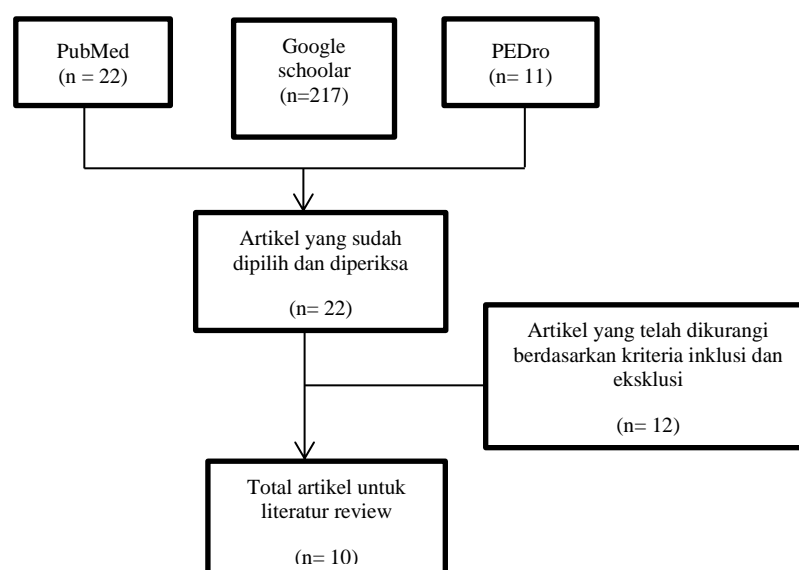 PubMed
(n = 22)
Google
schoolar
(n=217)
PEDro
(n= 11)
Artikel yang sudah
dipilih dan diperiksa
(n= 22)
Artikel yang telah dikurangi
berdasarkan kriteria inklusi dan
eksklusi
(n= 12)
Total artikel untuk
literatur review
(n= 10)